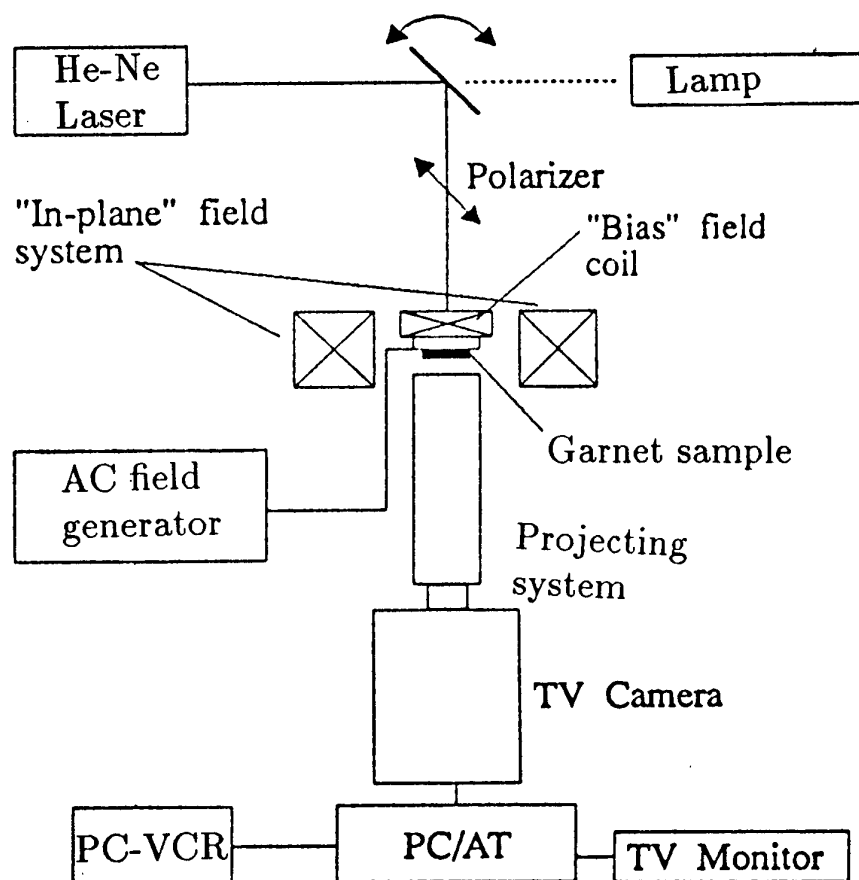 He-Ne
Laser
Lamp
Polarizer
"In-plane" field
system
"Bias" field
coil
Garnet sample
AC field
generator
Projecting
system
TV Camera
PC-VCR
PC/AT
TV Monitor